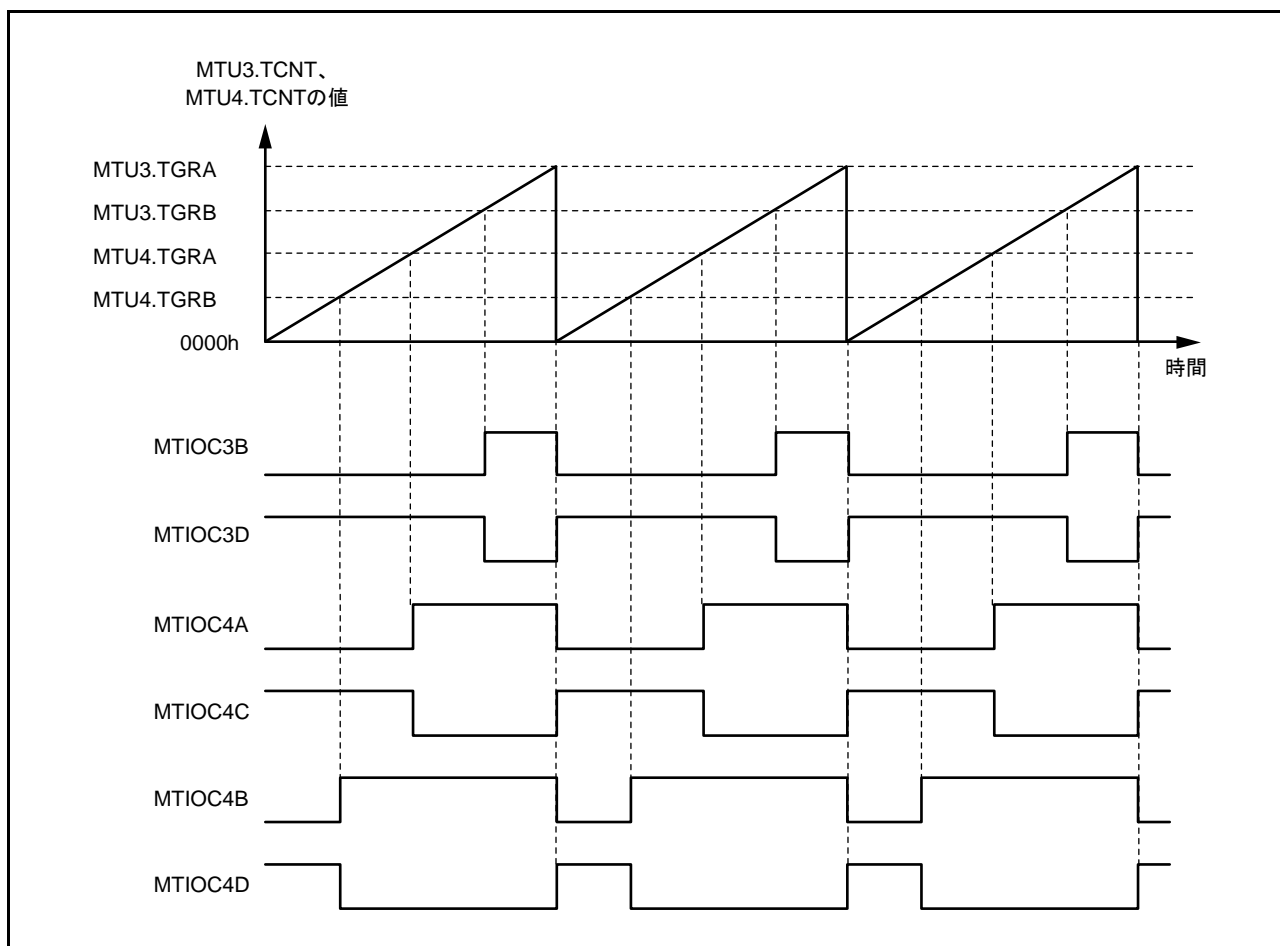 MTU3.TCNT、
MTU4.TCNTの値
MTU3.TGRA
MTU3.TGRB
MTU4.TGRA
MTU4.TGRB
0000h
時間
MTIOC3B
MTIOC3D
MTIOC4A
MTIOC4C
MTIOC4B
MTIOC4D